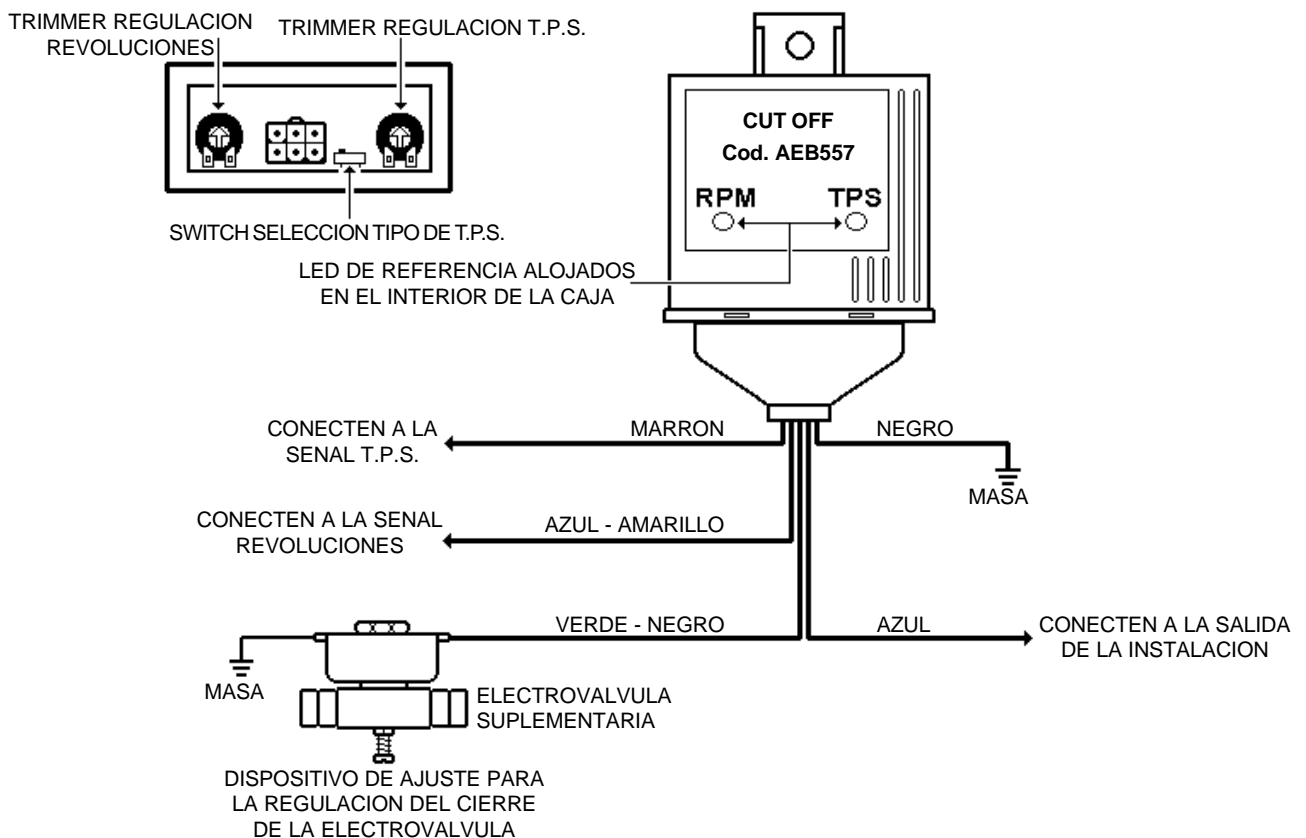 TRIMMER REGULACION
REVOLUCIONES
TRIMMER REGULACION T.P.S.
SWITCH SELECCION TIPO DE T.P.S.
CUT OFF
Cod. AEB557
RPM
TPS
LED DE REFERENCIA ALOJADOS
EN EL INTERIOR DE LA CAJA
CONECTEN A LA
SENAL T.P.S.
MARRON
NEGRO
MASA
CONECTEN A LA SENAL
REVOLUCIONES
AZUL - AMARILLO
VERDE - NEGRO
AZUL
CONECTEN A LA SALIDA
DE LA INSTALACION
MASA
ELECTROVALVULA
SUPLEMENTARIA
DISPOSITIVO DE AJUSTE PARA
LA REGULACION DEL CIERRE
DE LA ELECTROVALVULA